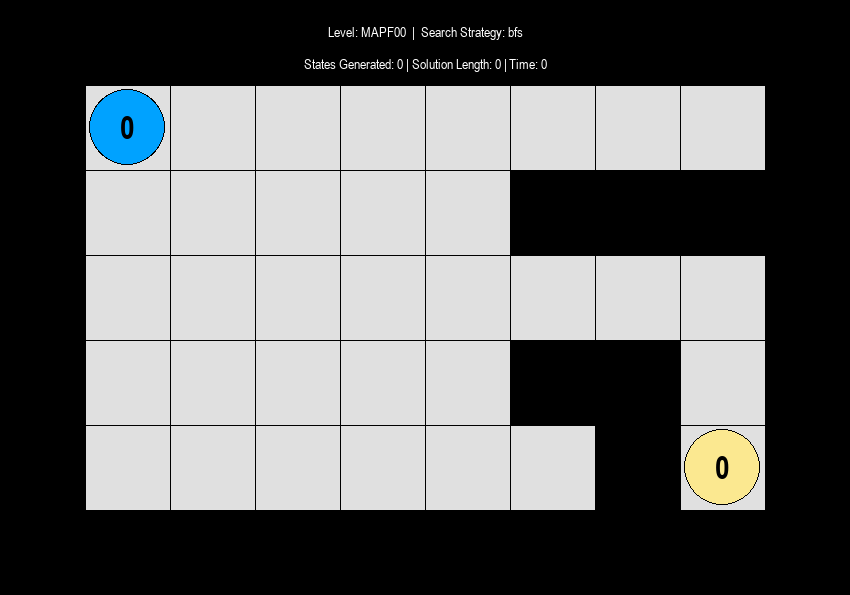 Level: MAPF00 | Search Strategy: bfs
States Generated: 0 | Solution Length: 0 | Time: 0
0
0